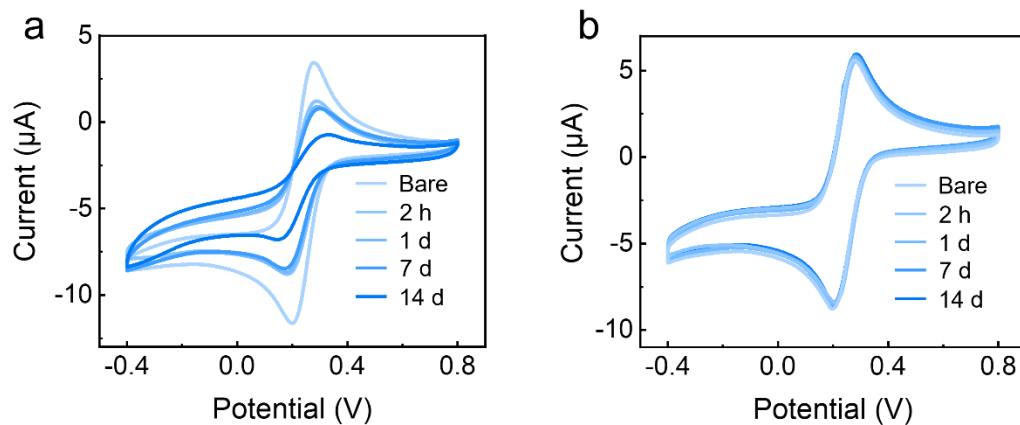 a
5
0
-5
-10
Current (µA)
Bare
2 h
1 d
7 d
14 d
-0.4
0.0
0.4
0.8
Potential (V)
b
5
0
-5
-10
Current (µA)
Bare
2 h
1 d
7 d
14 d
-0.4
0.0
0.4
0.8
Potential (V)